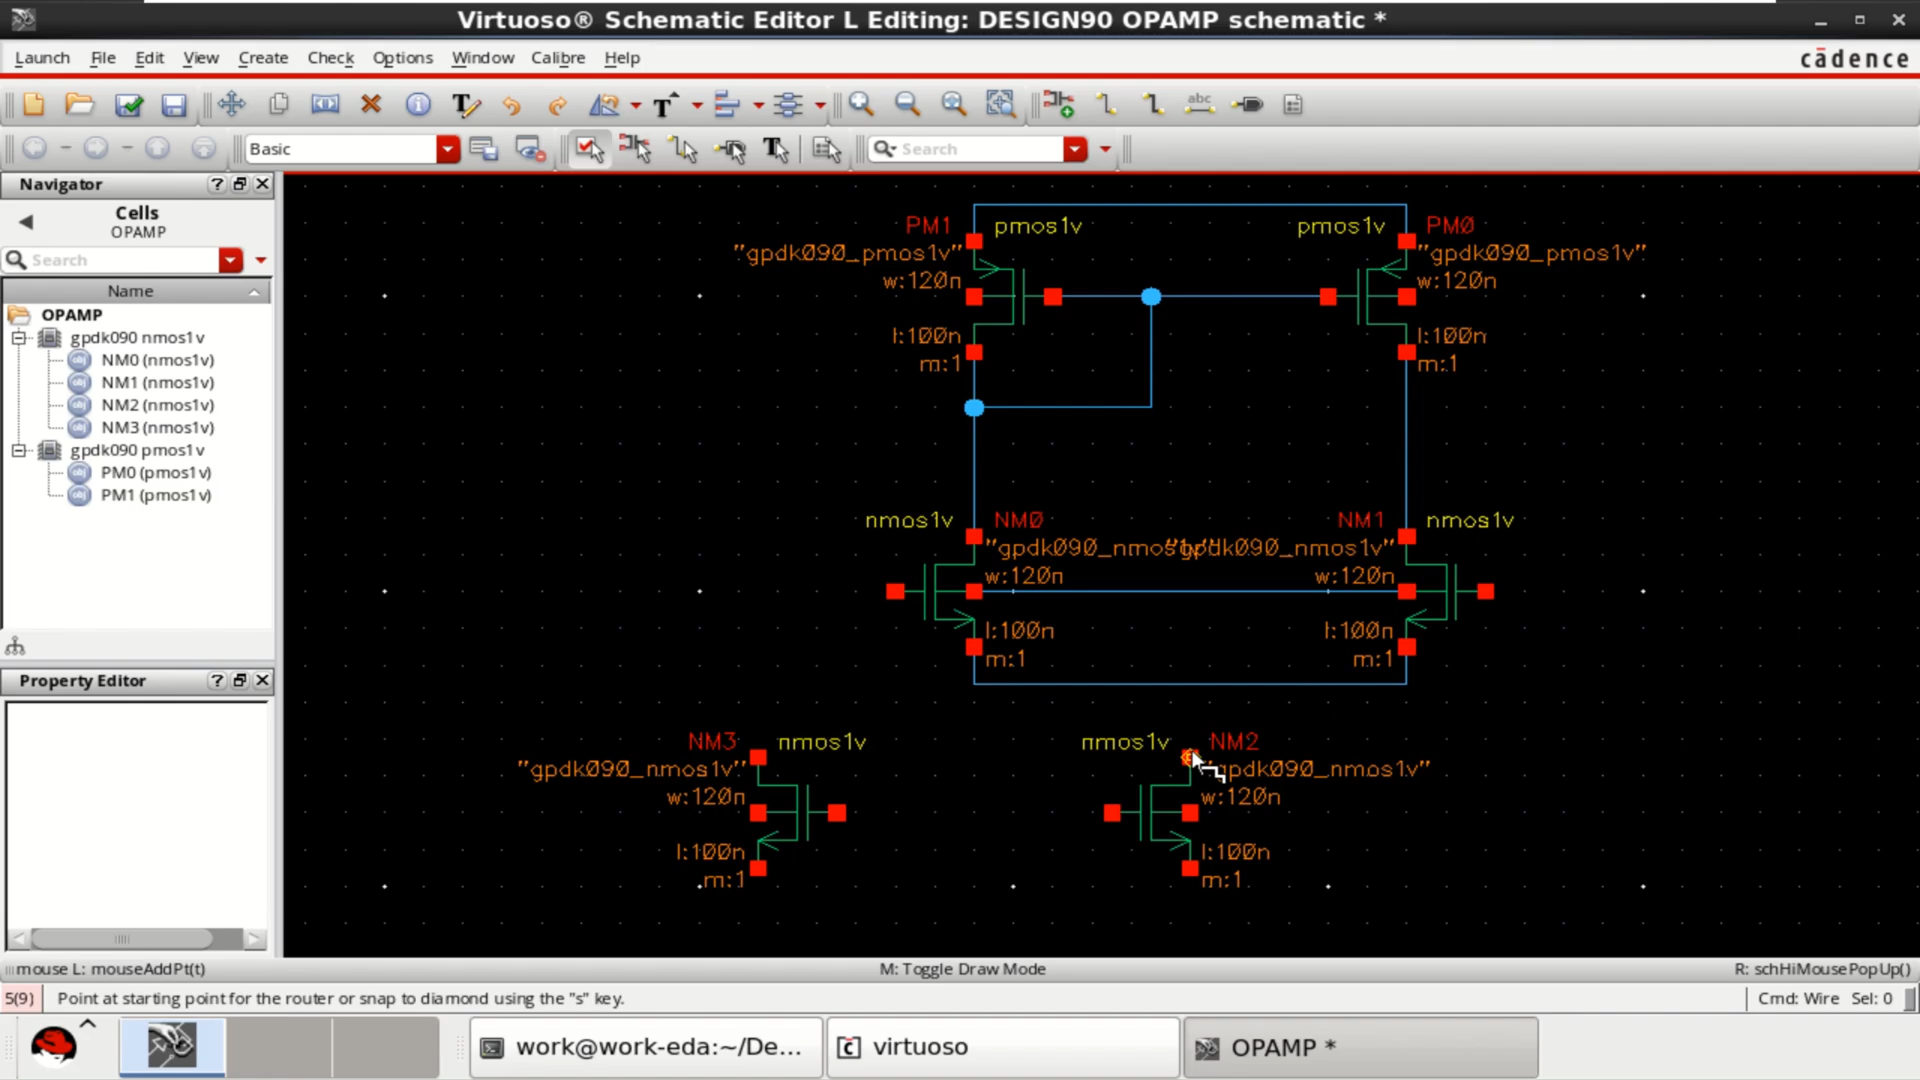 Virtuoso® Schematic Editor L Editing: DESIGN90 OPAMP schematic *
Launch File Edit View Create Check Options Window Calibre Help
cādence
abc
Basic
Search
Navigator
Cells
OPAMP
Search
Name
OPAMP
gpdk090 nmos1v
NM0 (nmos1v)
NM1 (nmos1v)
NM2 (nmos1v)
NM3 (nmos1v)
gpdk090 pmos1v
PM0 (pmos1v)
PM1 (pmos1v)
Property Editor
PM1 pmos1v
"gpdk090_pmos1v"
w:120n
l:100n
m:1
pmos1v PM0
"gpdk090_pmos1v"
w:120n
l:100n
m:1
nmos1v NM0
"gpdk090_nmos1v"
w:120n
l:100n
m:1
NM1 nmos1v
"gpdk090_nmos1v"
w:120n
l:100n
m:1
NM3 nmos1v
"gpdk090_nmos1v"
w:120n
l:100n
m:1
nmos1v NM2
"gpdk090_nmos1v"
w:120n
l:100n
m:1
mouse L: mouseAddPt(t) M: Toggle Draw Mode R: schHiMousePopUp()
5(9) Point at starting point for the router or snap to diamond using the "s" key. Cmd: Wire Sel: 0
work@work-eda:~/De... virtuoso OPAMP *